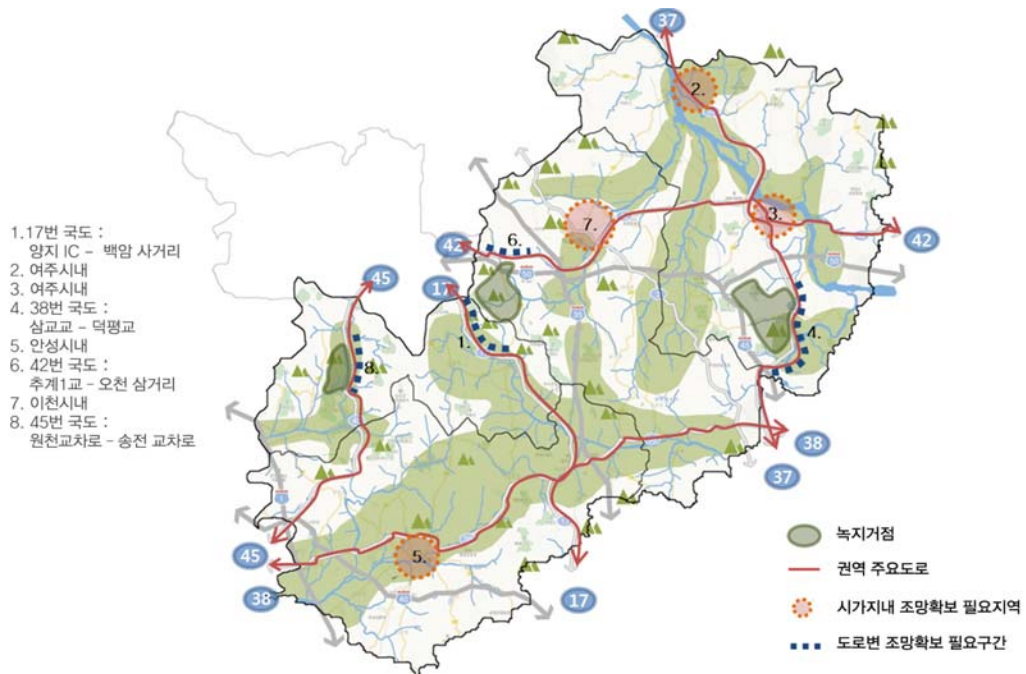 1.17번 국도 :
양지 IC - 백암 사거리
2. 여주시내
3. 여주시내
4. 38번 국도 :
삼교교 - 덕평교
5. 안성시내
6. 42번 국도 :
추계1교 - 오천 삼거리
7. 이천시내
8. 45번 국도 :
원천교차로 - 송전 교차로
37
2.
7.
3.
42
6.
42
45
17
1.
4.
8.
38
37
45
5.
38
17
녹지거점
권역 주요도로
시가지내 조망확보 필요지역
도로변 조망확보 필요구간